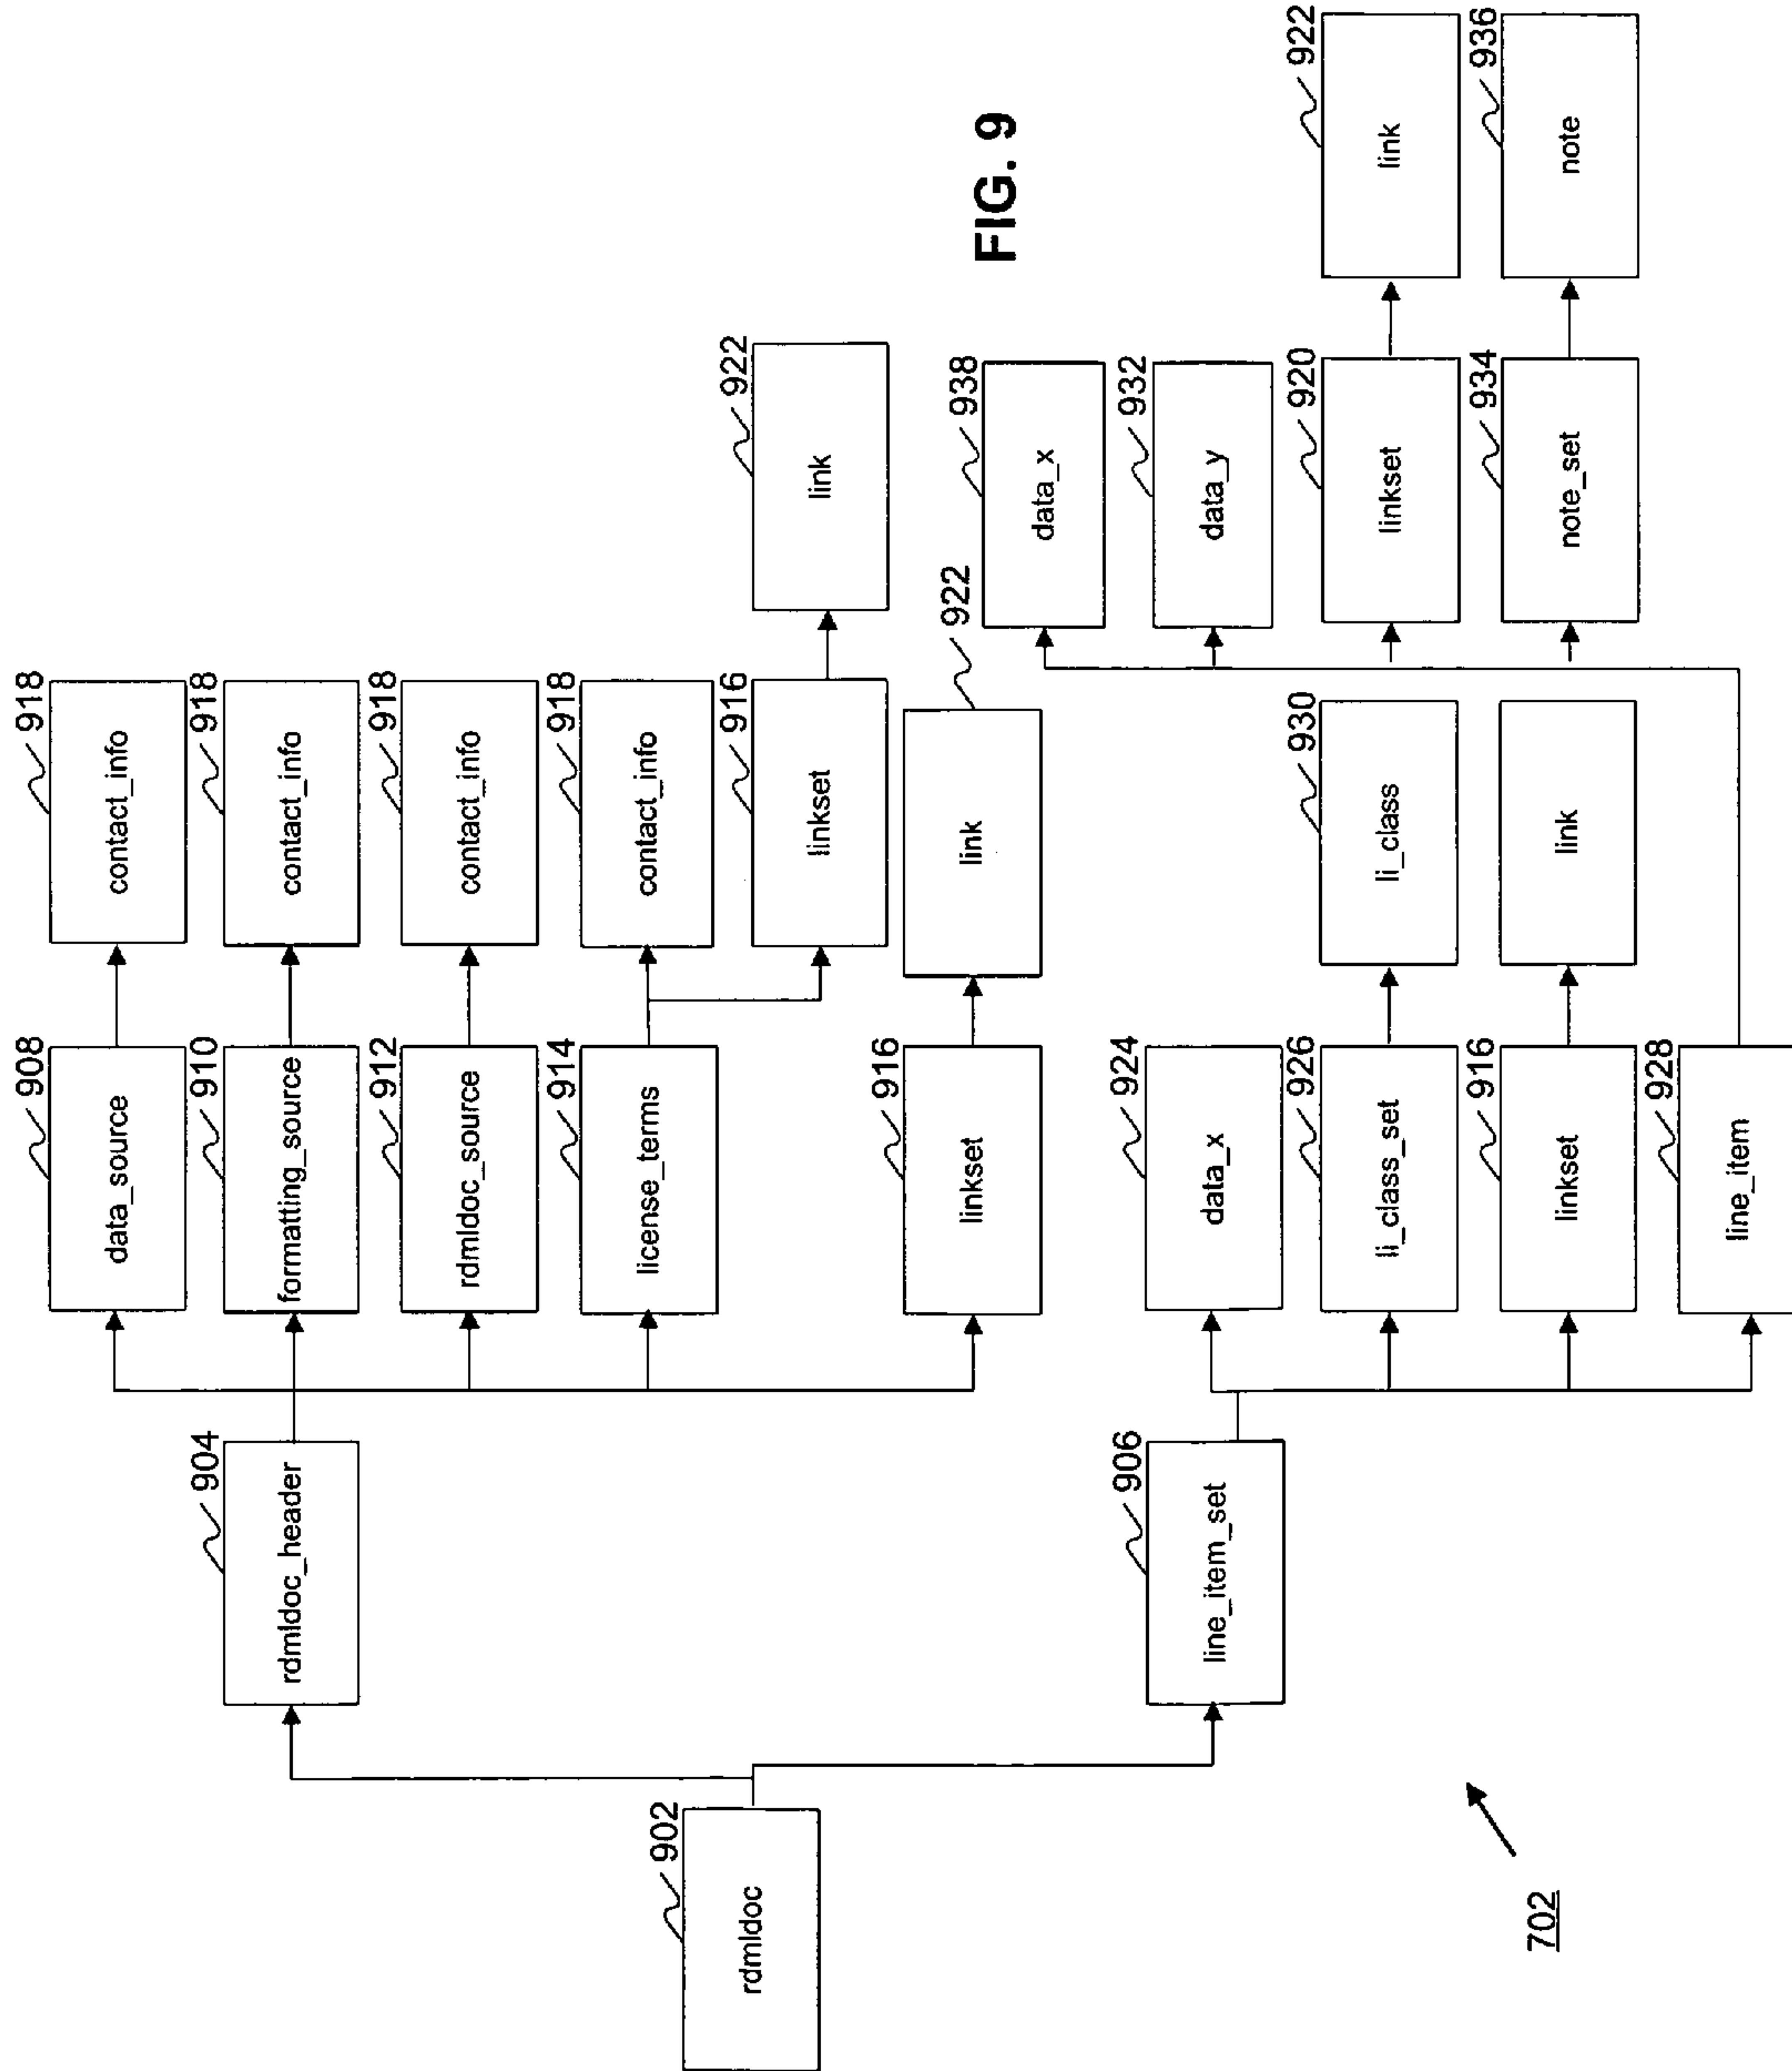 902
rdmldoc
904
rdmldoc_header
906
line_item_set
908
data_source
910
formatting_source
912
rdmldoc_source
914
license_terms
916
linkset
924
data_x
926
li_class_set
916
linkset
928
line_item
918
contact_info
918
contact_info
918
contact_info
918
contact_info
916
linkset
922
link
930
li_class
link
922
link
938
data_x
932
data_y
920
linkset
934
note_set
922
link
936
note
FIG. 9
702